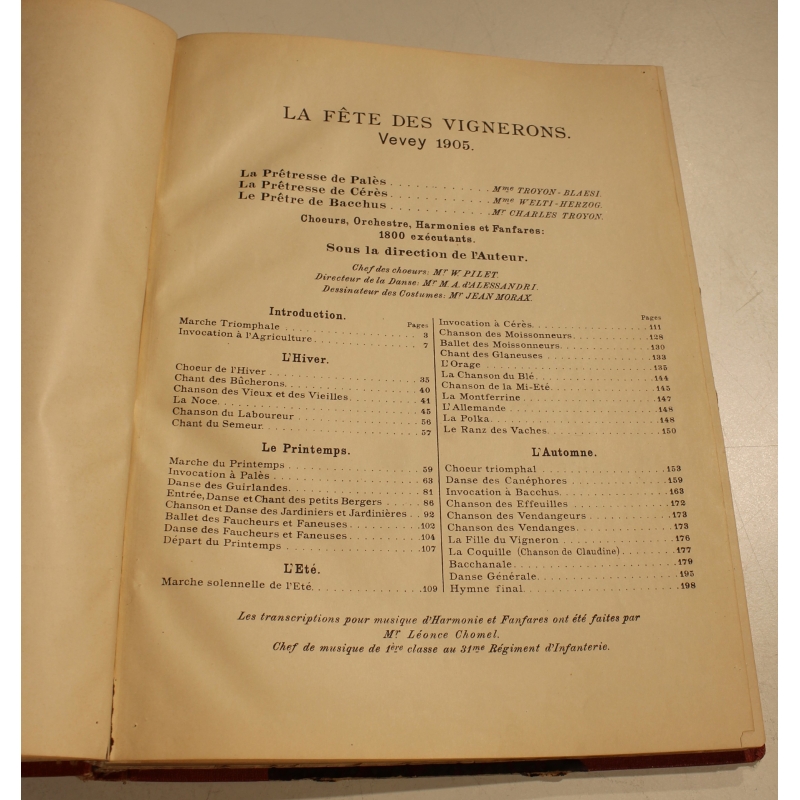 LA FÊTE DES VIGNERONS.
Vevey 1905.
La Prêtresse de Palès . . . . . . . . . . . . Mme TROYON-BLAESI.
La Prêtresse de Cérès . . . . . . . . . . . . Mme WELTI-HERZOG.
Le Prêtre de Bacchus . . . . . . . . . . . . Mr CHARLES TROYON.
Choeurs, Orchestre, Harmonies et Fanfares:
1800 exécutants.
Sous la direction de l'Auteur.
Chef des choeurs: Mr W. PILET.
Directeur de la Danse: Mr M. A. d'ALESSANDRI.
Dessinateur des Costumes: Mr JEAN MORAX.
Introduction.
Pages
Marche Triomphale . . . . . . 3
Invocation à l'Agriculture . . . . . . 7
L'Hiver.
Choeur de l'Hiver . . . . . . 35
Chant des Bûcherons. . . . . . . 40
Chanson des Vieux et des Vieilles . . . . . . 41
La Noce. . . . . . . 45
Chanson du Laboureur . . . . . . 56
Chant du Semeur. . . . . . . 57
Le Printemps.
Marche du Printemps . . . . . . 59
Invocation à Palès . . . . . . 63
Danse des Guirlandes. . . . . . . 81
Entrée, Danse et Chant des petits Bergers . . . . 86
Chanson et Danse des Jardiniers et Jardinières . . 92
Ballet des Faucheurs et Faneuses . . . . . . 102
Danse des Faucheurs et Faneuses . . . . . . 104
Départ du Printemps . . . . . . 107
L'Eté.
Marche solennelle de l'Eté. . . . . . . 109
Pages
Invocation à Cérès. . . . . . . 111
Chanson des Moissonneurs . . . . . . 128
Ballet des Moissonneurs. . . . . . . 130
Chant des Glaneuses . . . . . . 133
L'Orage . . . . . . 135
La Chanson du Blé. . . . . . . 144
Chanson de la Mi-Eté. . . . . . . 145
La Montferrine . . . . . . 147
L'Allemande . . . . . . 148
La Polka. . . . . . . 148
Le Ranz des Vaches . . . . . . 150
L'Automne.
Choeur triomphal . . . . . . 153
Danse des Canéphores . . . . . . 159
Invocation à Bacchus. . . . . . . 163
Chanson des Effeuilles . . . . . . 172
Chanson des Vendangeurs . . . . . . 173
Chanson des Vendanges. . . . . . . 173
La Fille du Vigneron . . . . . . 176
La Coquille (Chanson de Claudine) . . . . . . 177
Bacchanale . . . . . . 179
Danse Générale. . . . . . . 195
Hymne final. . . . . . . 198
Les transcriptions pour musique d'Harmonie et Fanfares ont été faites par
Mr Léonce Chomel.
Chef de musique de 1ère classe au 31me Régiment d'Infanterie.